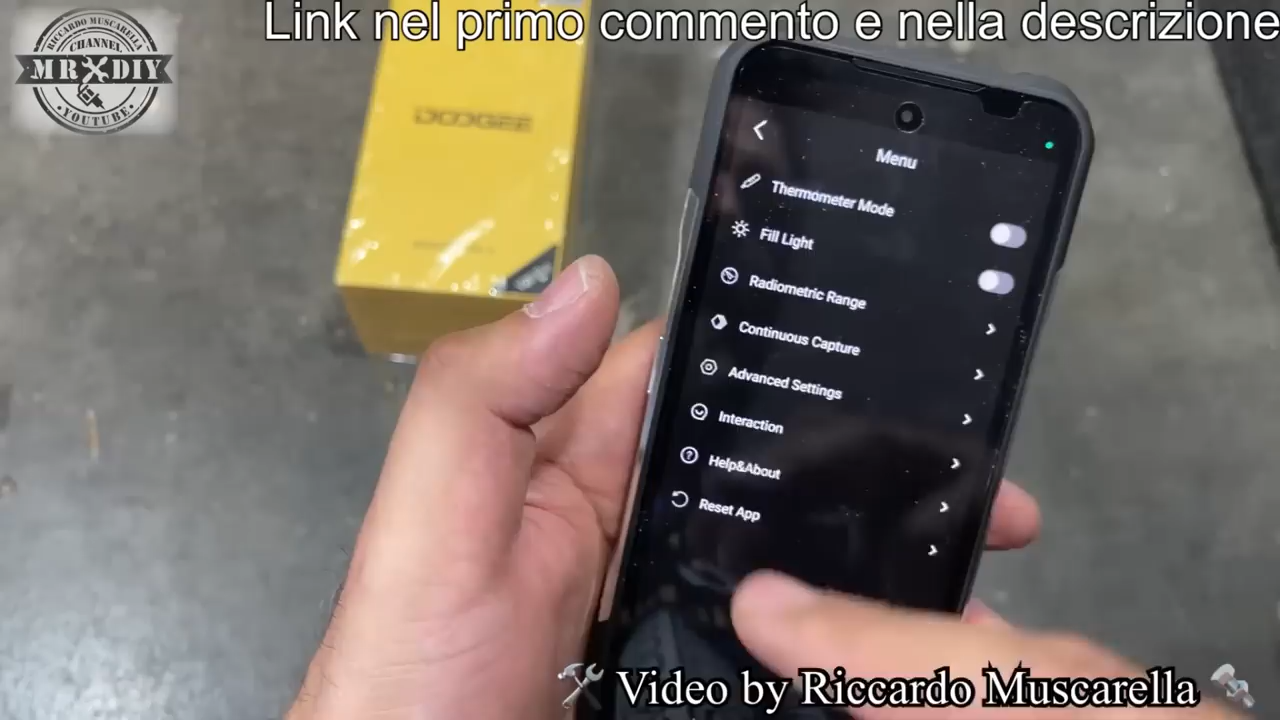 Link nel primo commento e nella descrizione
RICCARDO MUSCARELLA
CHANNEL
MR DIY
YOUTUBE
DOOGEE
Menu
Thermometer Mode
Fill Light
Radiometric Range
Continuous Capture
Advanced Settings
Interaction
Help&About
Reset App
Video by Riccardo Muscarella